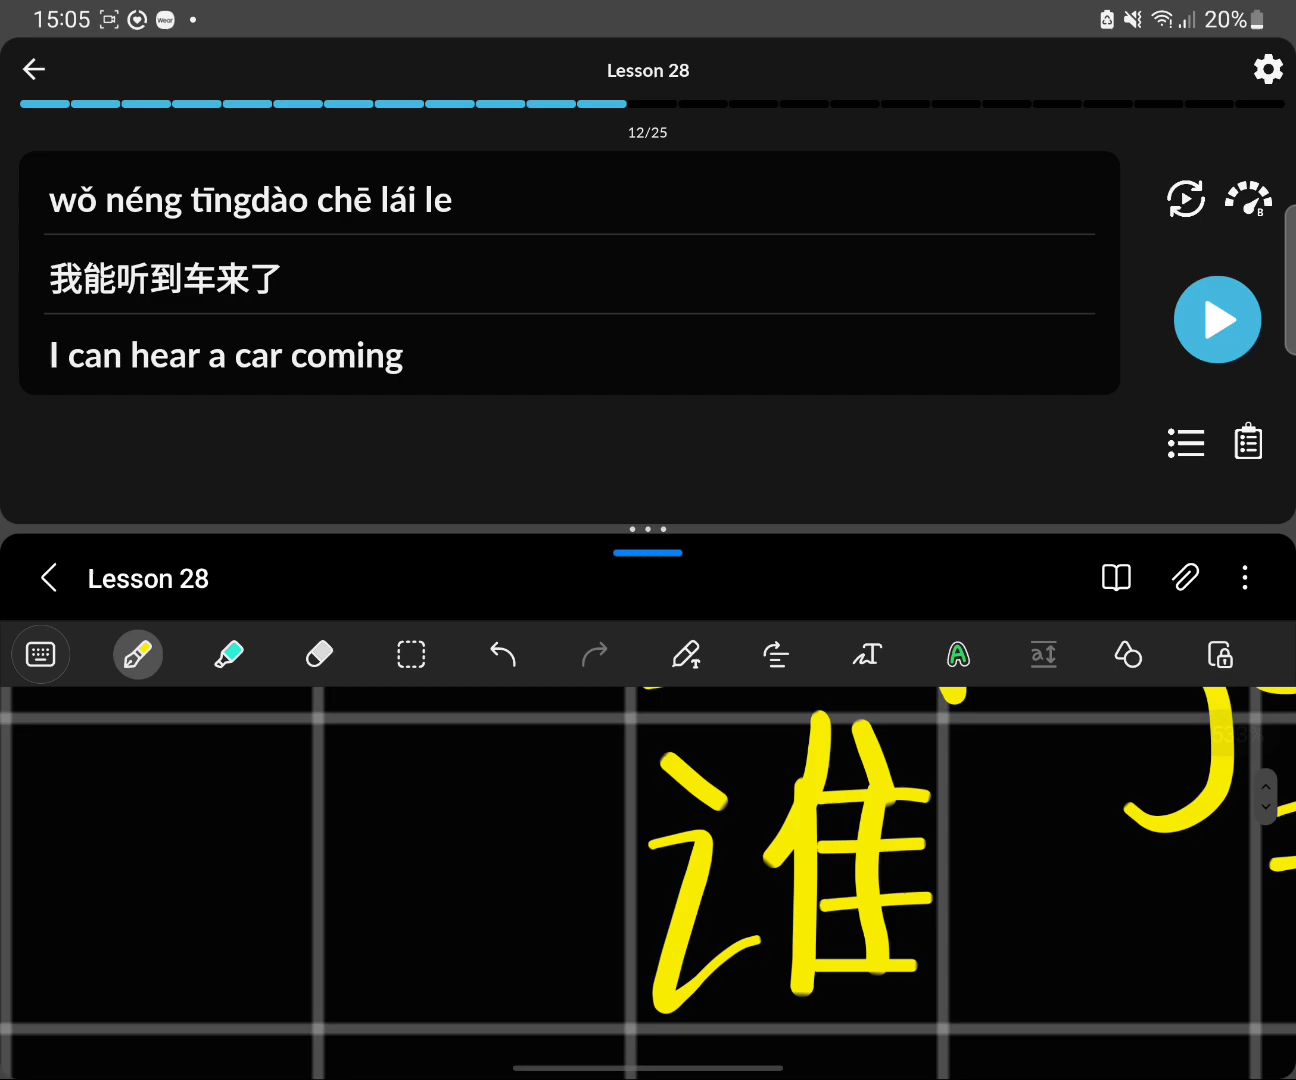 15:05
20%
Lesson 28
12/25
wǒ néng tīngdào chē lái le
我能听到车来了
I can hear a car coming
Lesson 28
谁